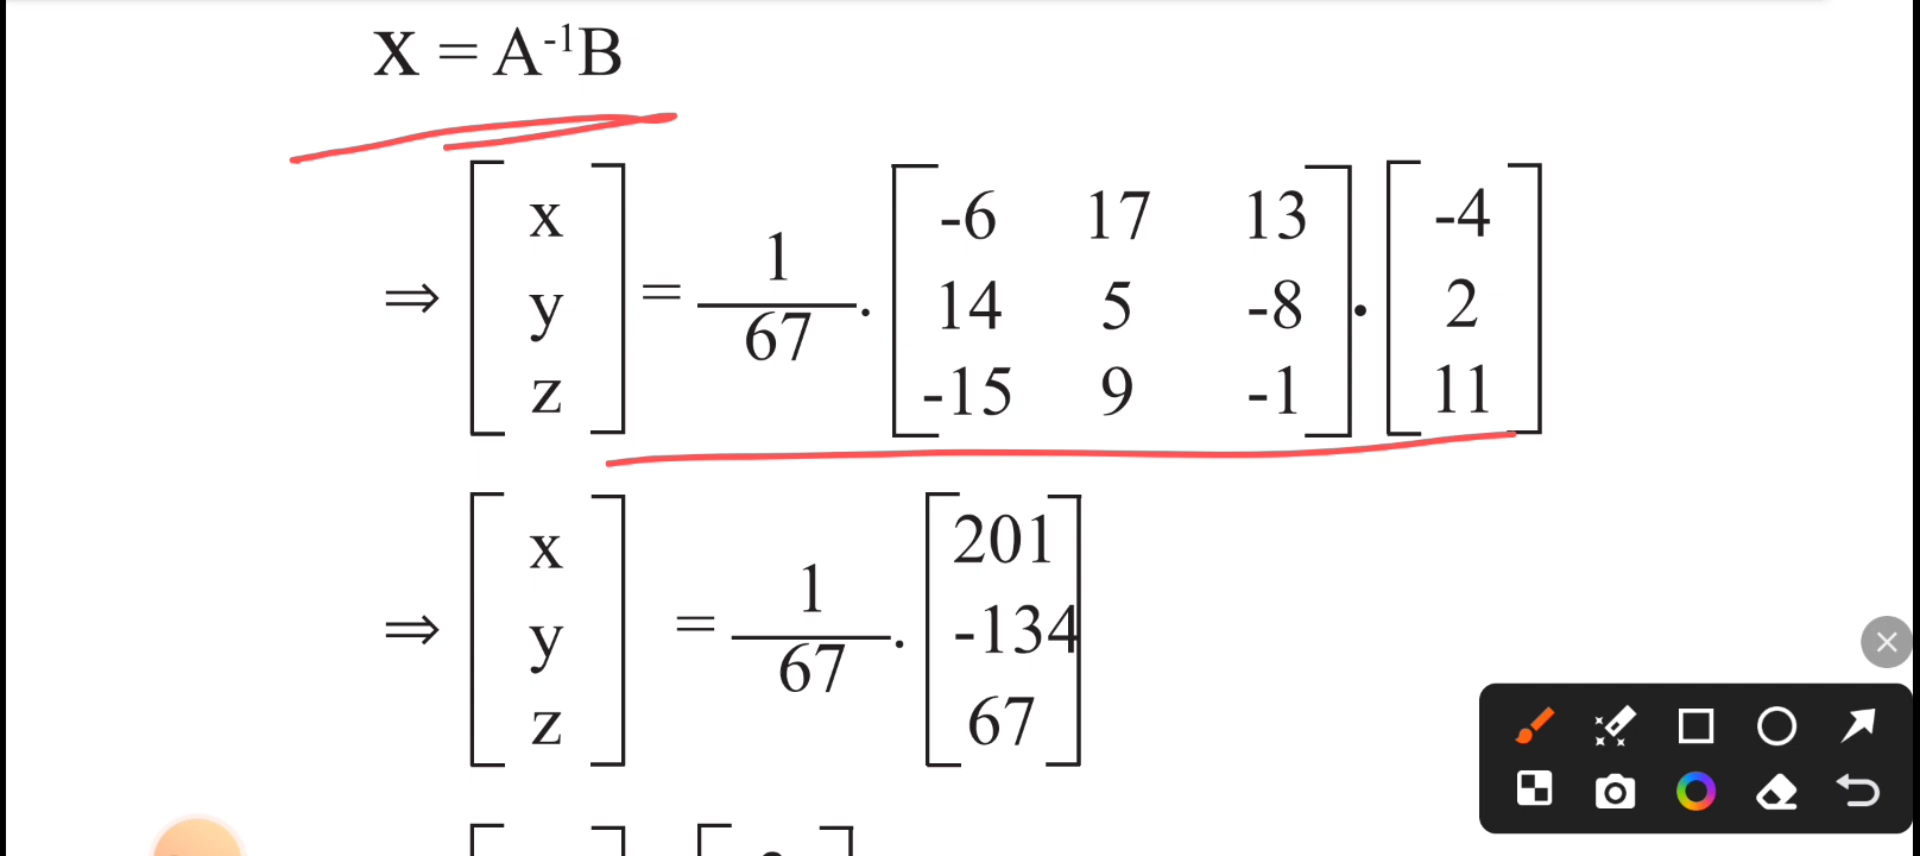 X = A⁻¹B
⇒ [x y z] = 1/67 . [-6 17 13; 14 5 -8; -15 9 -1] . [-4 2 11]
⇒ [x y z] = 1/67 . [201 -134 67]